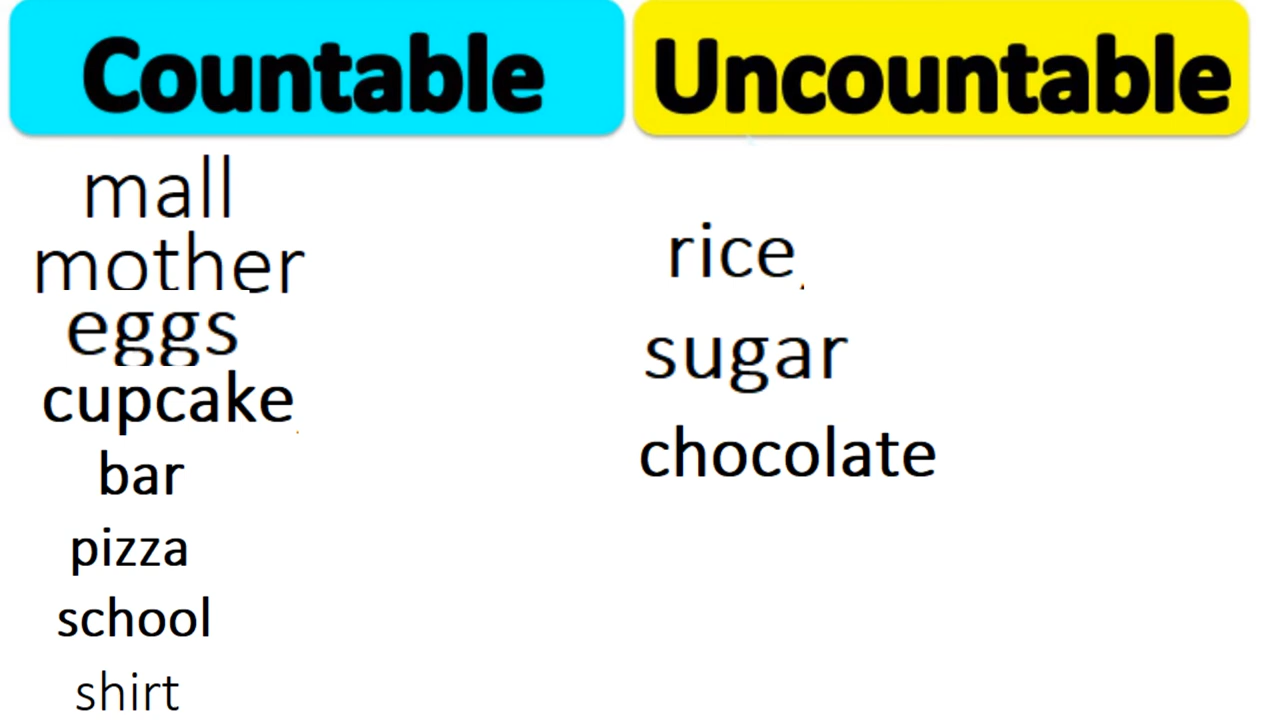 Countable
mall
mother
eggs
cupcake
bar
pizza
school
shirt
Uncountable
rice
sugar
chocolate